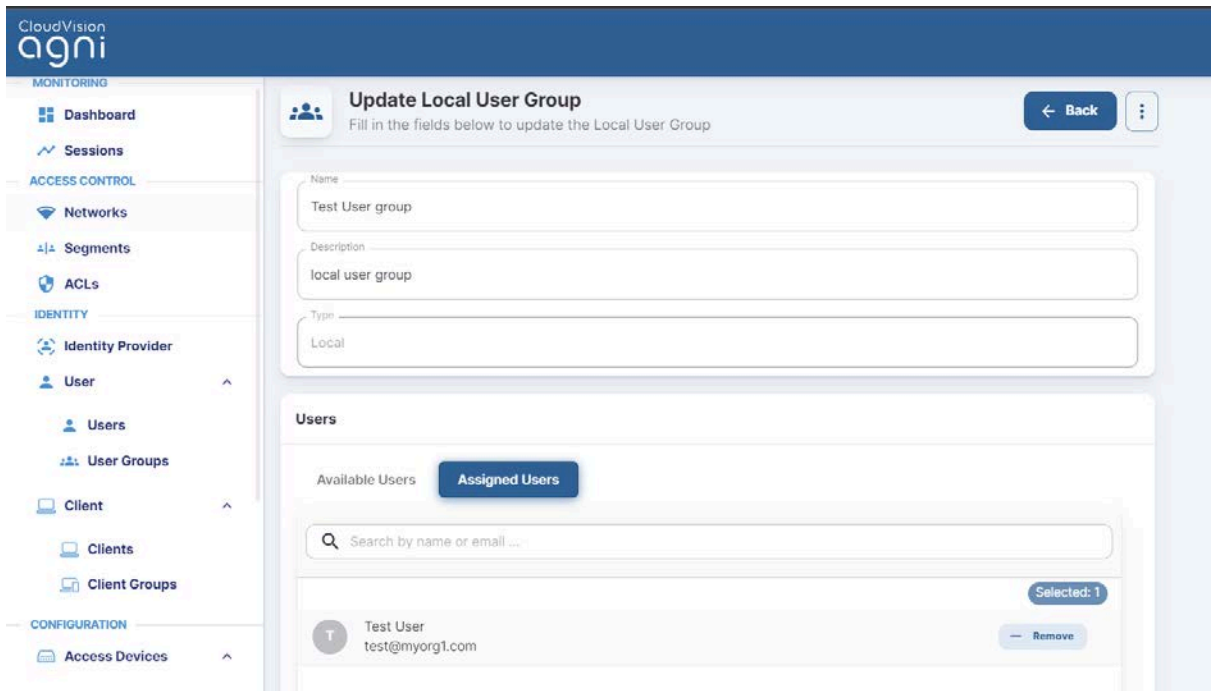 CloudVision
agni
MONITORING
Dashboard
Sessions
ACCESS CONTROL
Networks
Segments
ACLs
IDENTITY
Identity Provider
User
Users
User Groups
Client
Clients
Client Groups
CONFIGURATION
Access Devices
Update Local User Group
Fill in the fields below to update the Local User Group
Back
Name
Test User group
Description
local user group
Type
Local
Users
Available Users
Assigned Users
Search by name or email ...
Selected: 1
T
Test User
test@myorg1.com
Remove